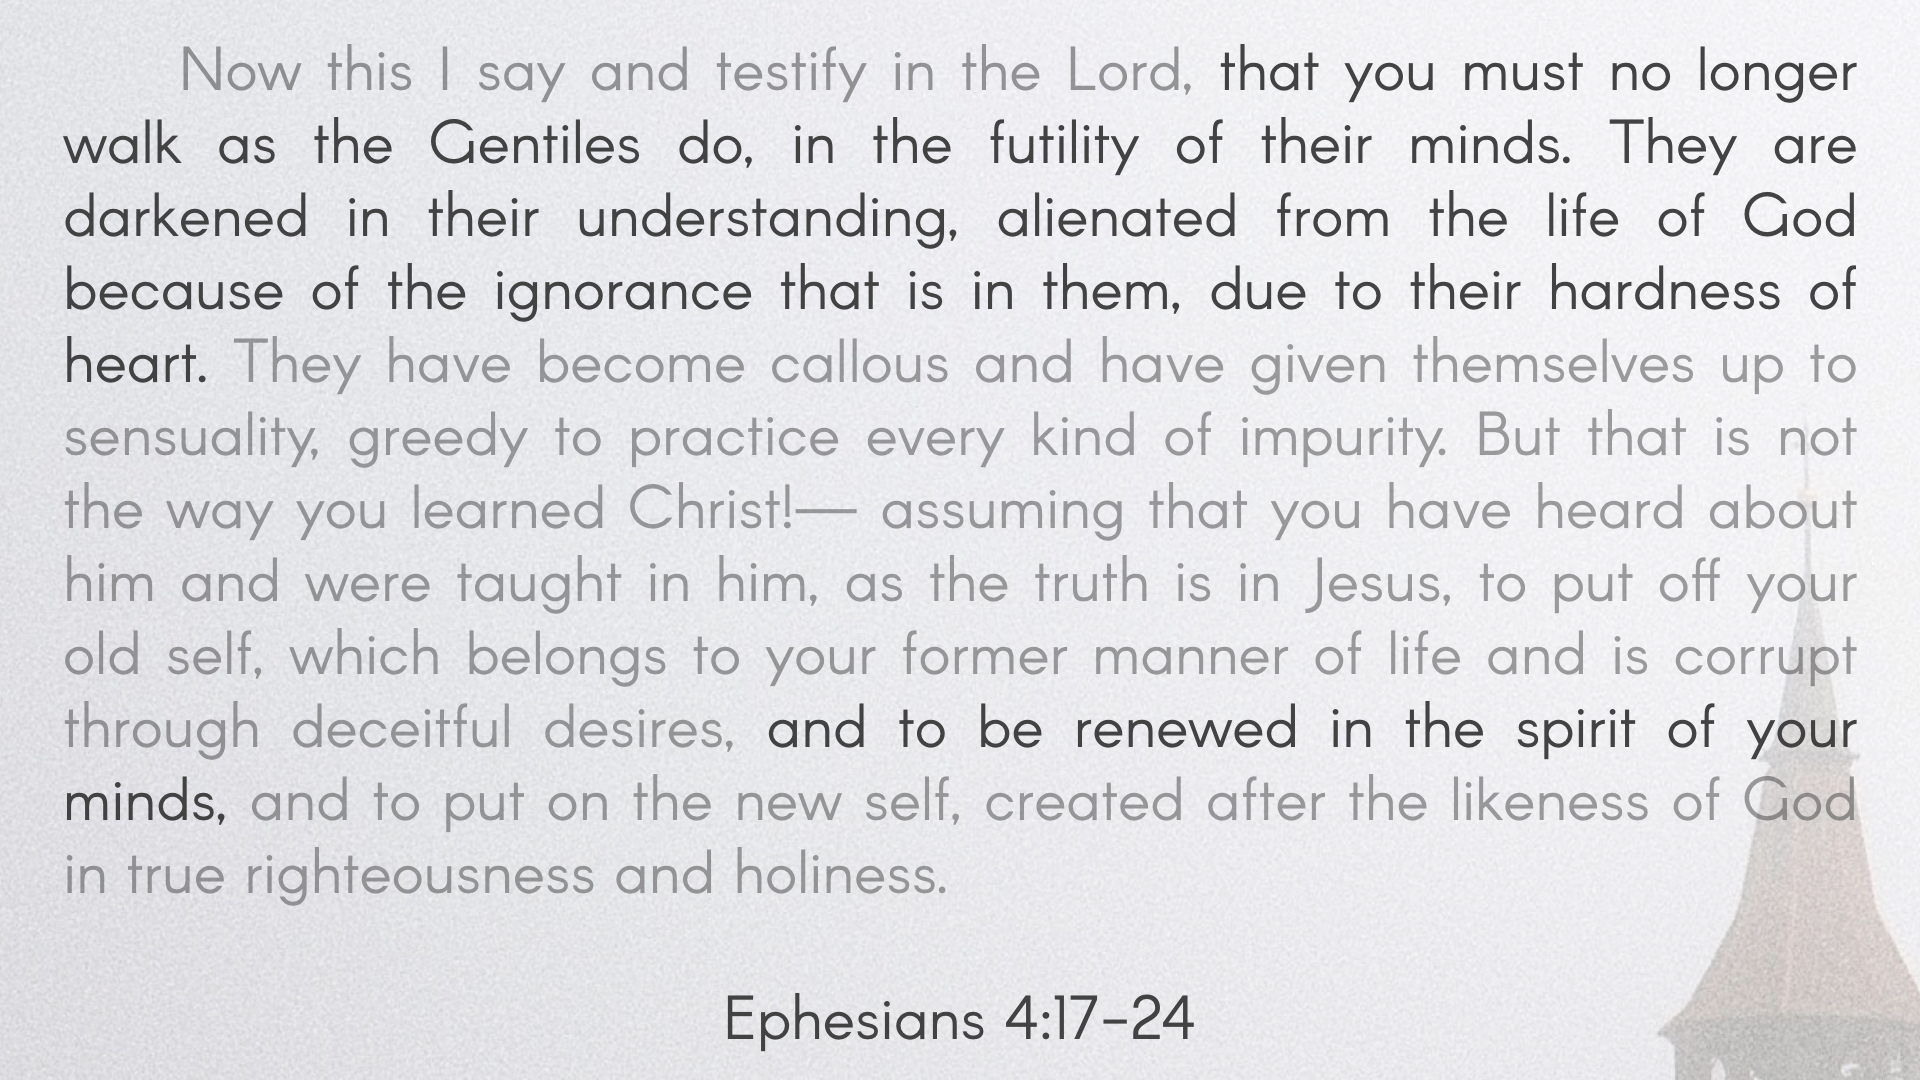 Now this I say and testify in the Lord, that you must no longer
walk as the Gentiles do, in the futility of their minds. They are
darkened in their understanding, alienated from the life of God
because of the ignorance that is in them, due to their hardness of
heart. They have become callous and have given themselves up to
sensuality, greedy to practice every kind of impurity. But that is not
the way you learned Christ!— assuming that you have heard about
him and were taught in him, as the truth is in Jesus, to put off your
old self, which belongs to your former manner of life and is corrupt
through deceitful desires, and to be renewed in the spirit of your
minds, and to put on the new self, created after the likeness of God
in true righteousness and holiness.
Ephesians 4:17–24